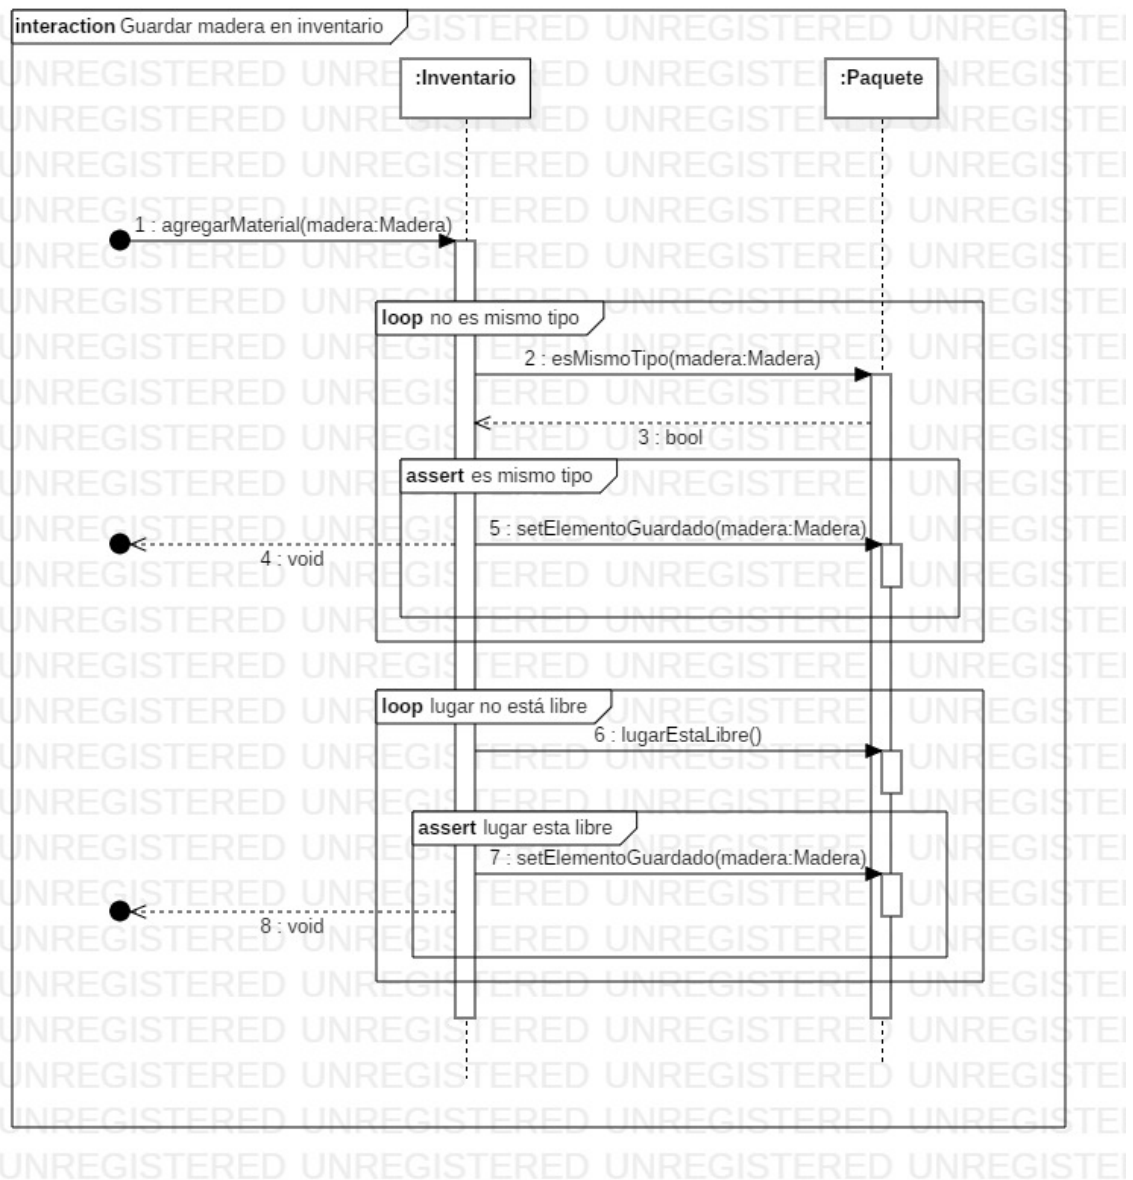 interaction Guardar madera en inventario
:Inventario
:Paquete
1 : agregarMaterial(madera:Madera)
loop no es mismo tipo
2 : esMismoTipo(madera:Madera)
3 : bool
assert es mismo tipo
5 : setElementoGuardado(madera:Madera)
4 : void
loop lugar no está libre
6 : lugarEstaLibre()
assert lugar esta libre
7 : setElementoGuardado(madera:Madera)
8 : void
UNREGISTERED